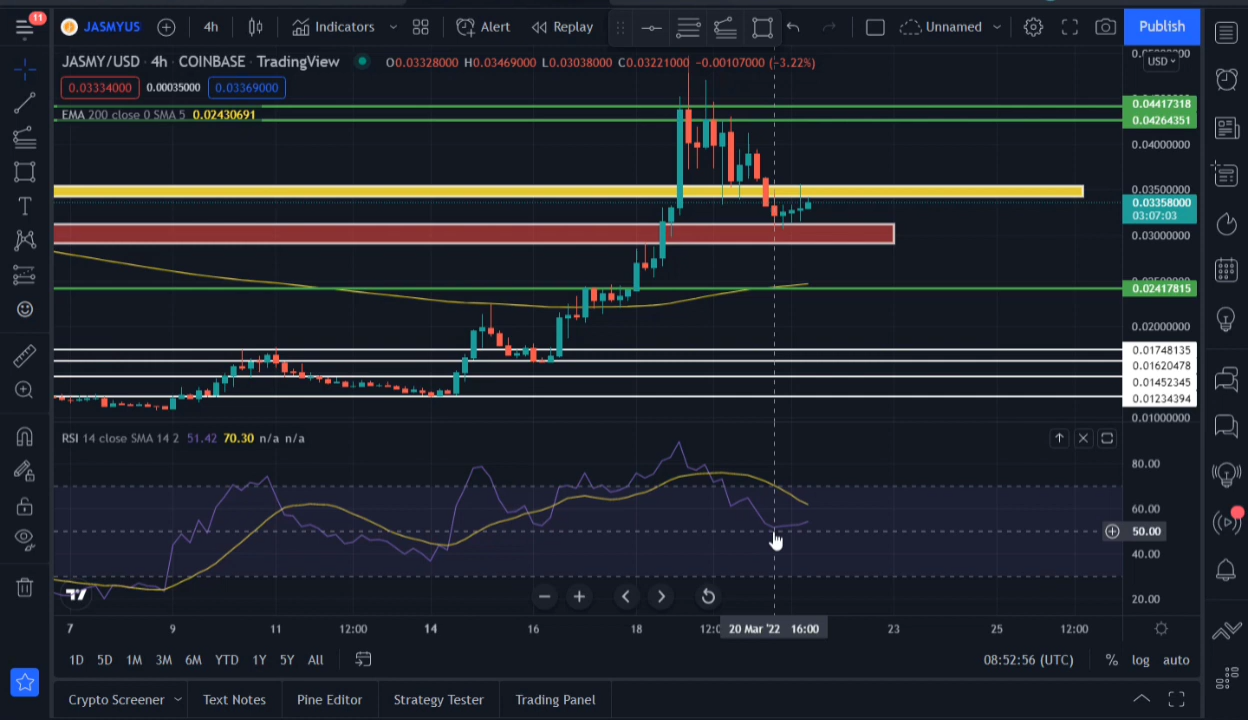 11
JASMYUS 4h Indicators Alert Replay Unnamed Publish
JASMY/USD · 4h · COINBASE · TradingView O0.03328000 H0.03469000 L0.03038000 C0.03221000 −0.00107000 (−3.22%)
USD
0.03334000 0.00035000 0.03369000
EMA 200 close 0 SMA 5 0.02430691
0.04417318
0.04264351
0.04000000
0.03500000
0.03358000
03:07:03
0.03000000
0.02417815
0.02000000
0.01748135
0.01620478
0.01452345
0.01234394
0.01000000
RSI 14 close SMA 14 2 51.42 70.30 n/a n/a
80.00
60.00
50.00
40.00
20.00
7 9 11 12:00 14 16 18 20 Mar '22 16:00 23 25 12:00
1D 5D 1M 3M 6M YTD 1Y 5Y All 08:52:56 (UTC) % log auto
Crypto Screener Text Notes Pine Editor Strategy Tester Trading Panel